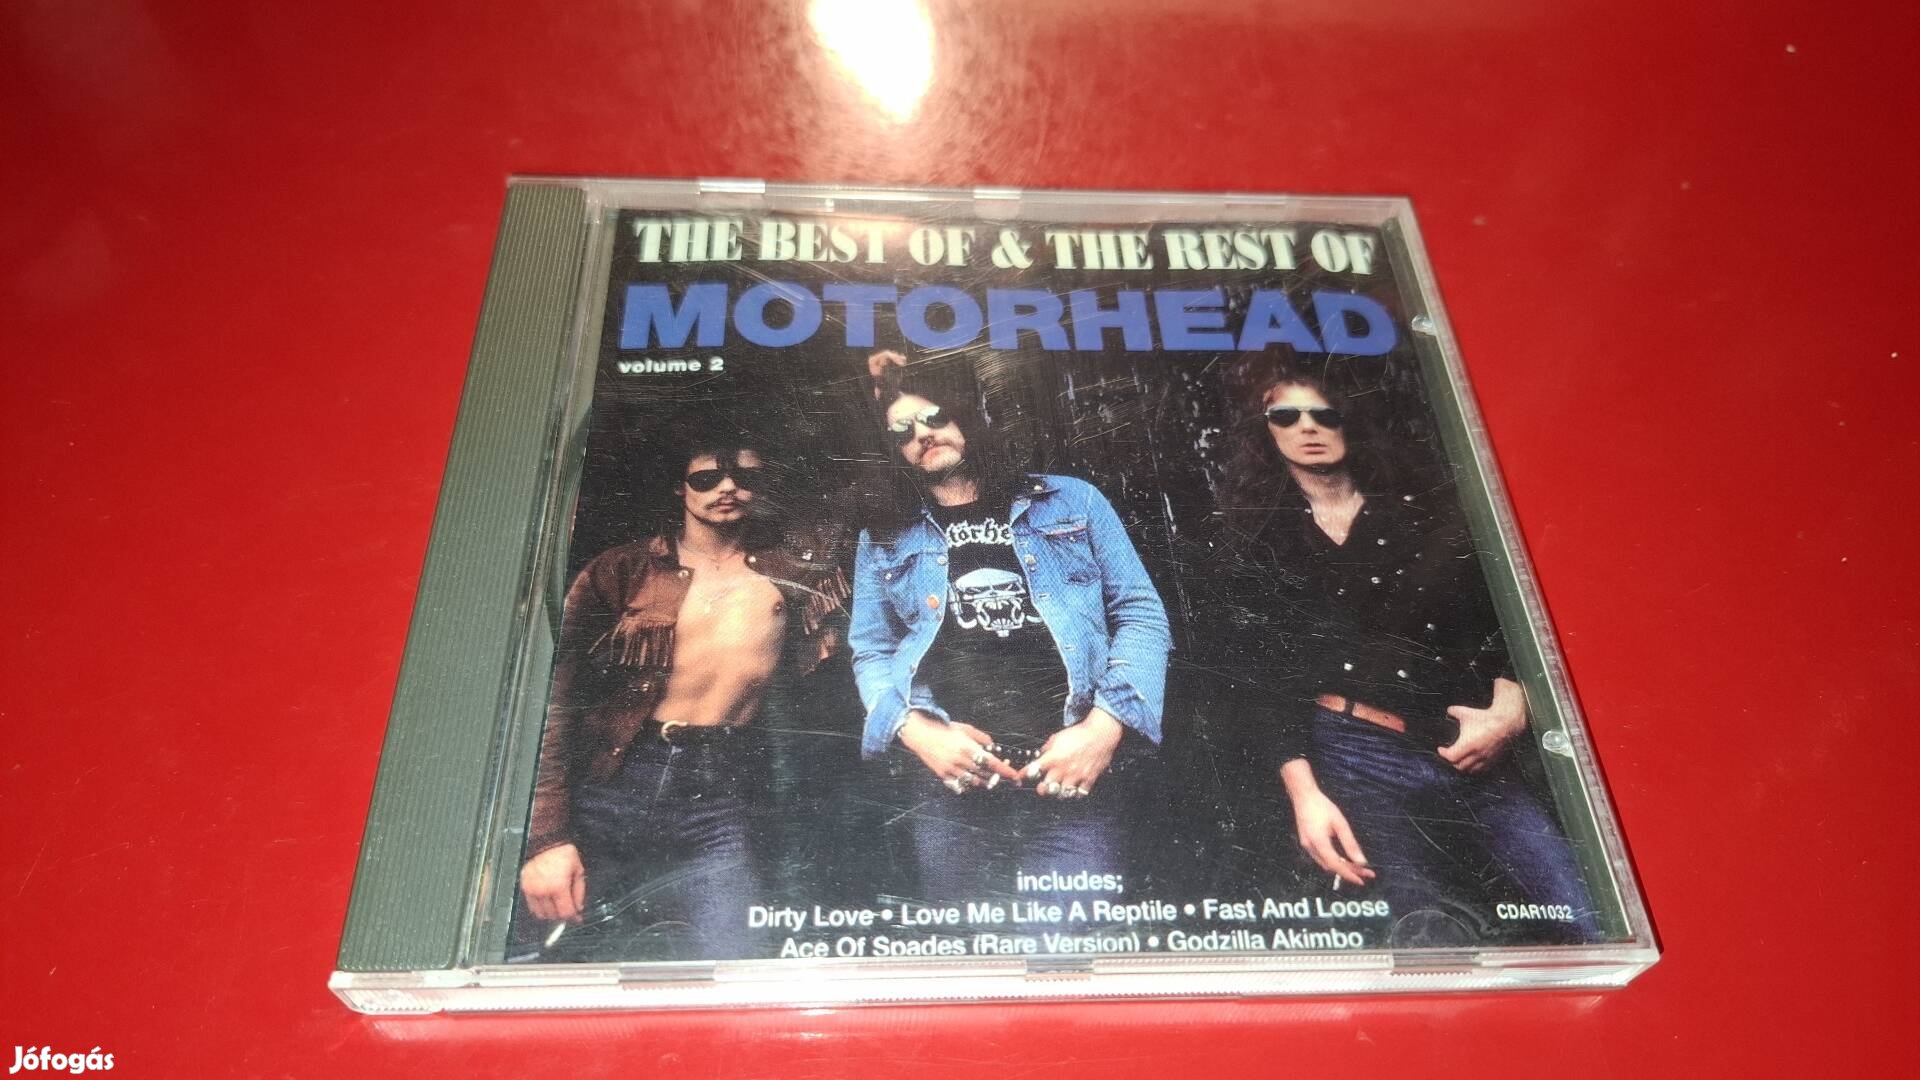 THE BEST OF & THE REST OF
MOTORHEAD
volume 2
törhe
includes;
Dirty Love • Love Me Like A Reptile • Fast And Loose
Ace Of Spades (Rare Version) • Godzilla Akimbo
CDAR1032
Jófogás